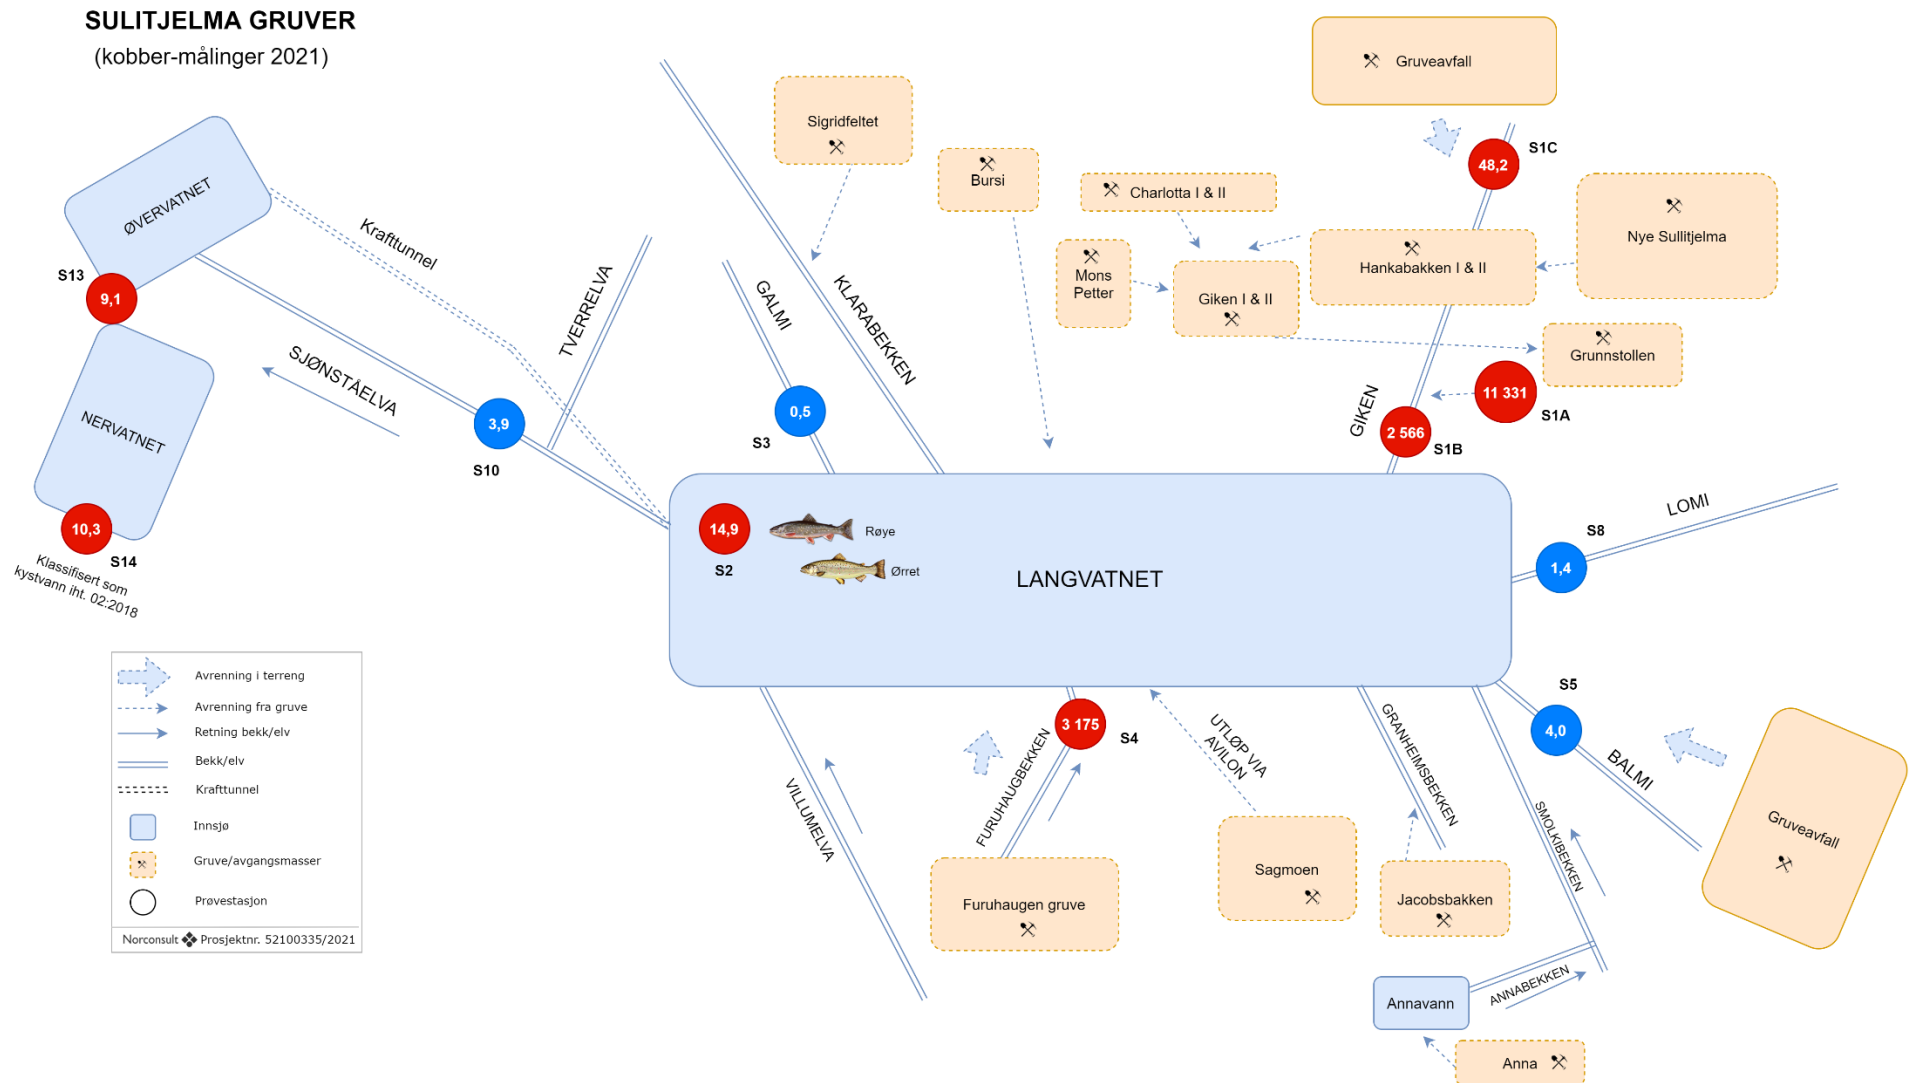 SULITJELMA GRUVER
(kobber-målinger 2021)
Gruveavfall
S1C
48,2
Sigridfeltet
Bursi
Charlotta I & II
Nye Sullitjelma
Hankabakken I & II
Mons
Petter
Giken I & II
Grunnstollen
11 331
S1A
GIKEN
2 566
S1B
ØVERVATNET
Krafttunnel
S13
9,1
TVERRELVA
GALMI
KLARABEKKEN
SJØNSTÅELVA
NERVATNET
3,9
S10
0,5
S3
10,3
S14
Klassifisert som
kystvann iht. 02:2018
14,9
S2
Røye
Ørret
LANGVATNET
LOMI
S8
1,4
S5
4,0
BALMI
Gruveavfall
3 175
S4
FURUHAUGBEKKEN
VILLUMELVA
UTLØP VIA
AVILON
GRANHEIMSBEKKEN
SMOLKIBEKKEN
Furuhaugen gruve
Sagmoen
Jacobsbakken
ANNABEKKEN
Annavann
Anna
Avrenning i terreng
Avrenning fra gruve
Retning bekk/elv
Bekk/elv
Krafttunnel
Innsjø
Gruve/avgangsmasser
Prøvestasjon
Norconsult Prosjektnr. 52100335/2021